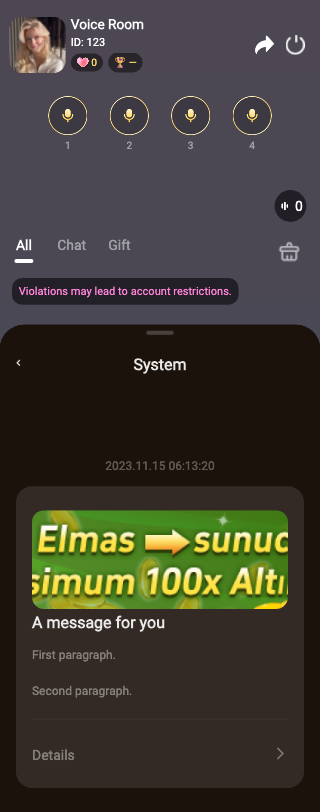 Voice Room
ID: 123
0
1 2 3 4
0
All Chat Gift
Violations may lead to account restrictions.
System
2023.11.15 06:13:20
Elmas sunuc
simum 100x Altı
A message for you
First paragraph.
Second paragraph.
Details